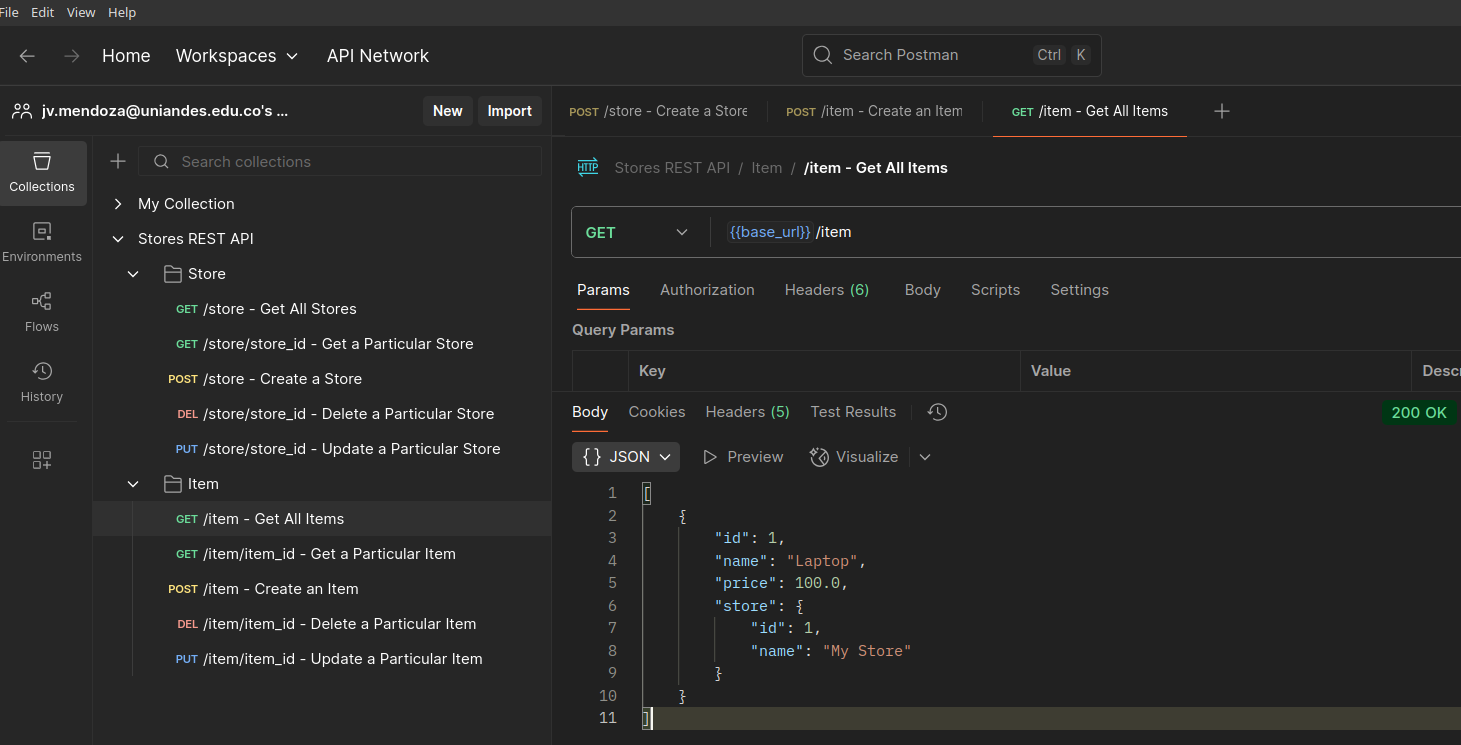 File Edit View Help
Home Workspaces API Network Search Postman Ctrl K
jv.mendoza@uniandes.edu.co's ... New Import
POST /store - Create a Store POST /item - Create an Item GET /item - Get All Items
Collections
Environments
Flows
History
Search collections
My Collection
Stores REST API
Store
GET /store - Get All Stores
GET /store/store_id - Get a Particular Store
POST /store - Create a Store
DEL /store/store_id - Delete a Particular Store
PUT /store/store_id - Update a Particular Store
Item
GET /item - Get All Items
GET /item/item_id - Get a Particular Item
POST /item - Create an Item
DEL /item/item_id - Delete a Particular Item
PUT /item/item_id - Update a Particular Item
HTTP Stores REST API / Item / /item - Get All Items
GET {{base_url}} /item
Params Authorization Headers (6) Body Scripts Settings
Query Params
Key Value Descr
Body Cookies Headers (5) Test Results 200 OK
{} JSON Preview Visualize
1 [
2 {
3 "id": 1,
4 "name": "Laptop",
5 "price": 100.0,
6 "store": {
7 "id": 1,
8 "name": "My Store"
9 }
10 }
11 ]